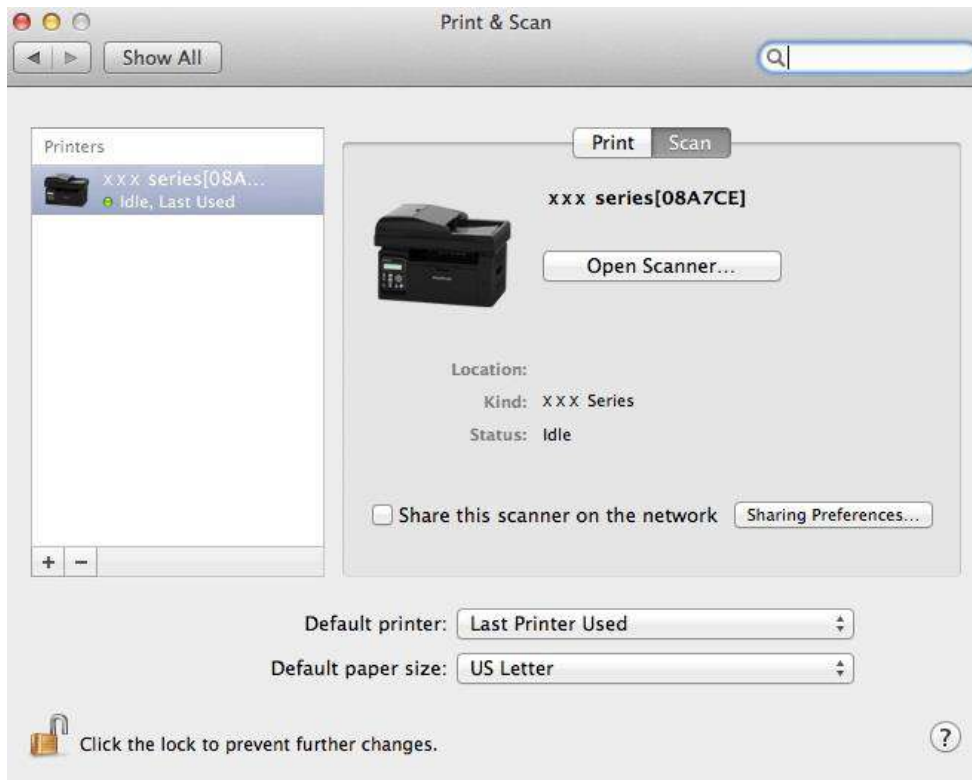 Print & Scan
Show All
Printers
x x x series[08A...
Idle, Last Used
Print Scan
xxx series[08A7CE]
Open Scanner...
Location:
Kind: X X X Series
Status: Idle
Share this scanner on the network Sharing Preferences...
+ −
Default printer: Last Printer Used
Default paper size: US Letter
Click the lock to prevent further changes. ?